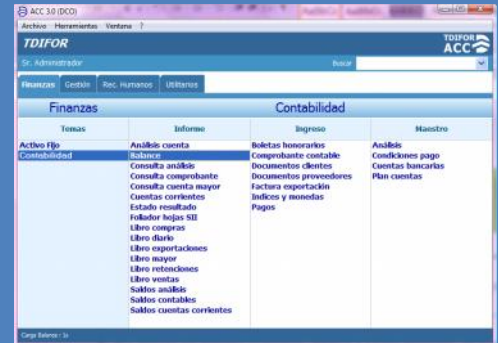 ACC 3.0 (DCO)
Archivo Herramientas Ventana ?
TDIFOR
TDIFOR
ACC
Sr. Administrador
Buscar
Finanzas Gestión Rec. Humanos Utilitarios
Finanzas Contabilidad
Temas Informe Ingreso Maestro
Activo Fijo Análisis cuenta Boletas honorarios Análisis
Contabilidad Balance Comprobante contable Condiciones pago
Consulta análisis Documentos clientes Cuentas bancarias
Consulta comprobante Documentos proveedores Plan cuentas
Consulta cuenta mayor Factura exportación
Cuentas corrientes Indices y monedas
Estado resultado Pagos
Foliador hojas SII
Libro compras
Libro diario
Libro exportaciones
Libro mayor
Libro retenciones
Libro ventas
Saldos análisis
Saldos contables
Saldos cuentas corrientes
Carga Balance : 1s